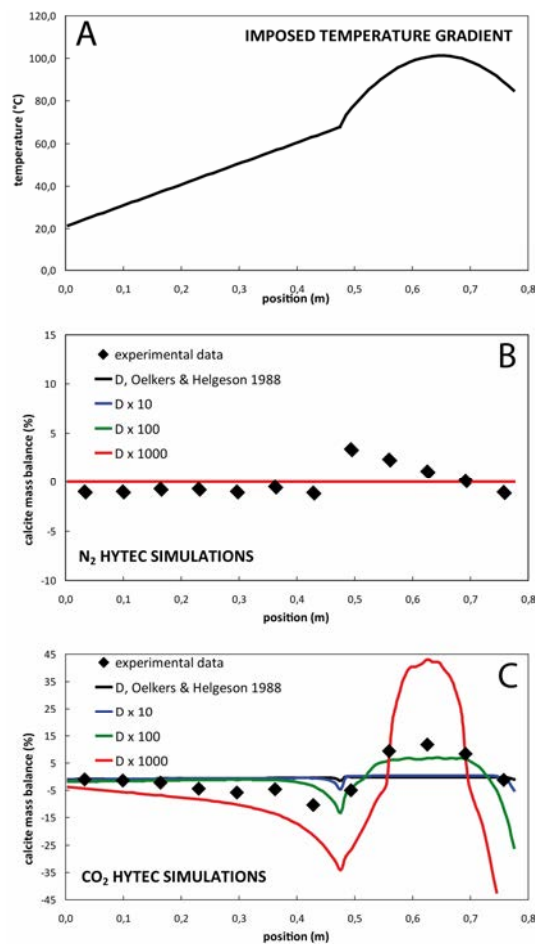 A
IMPOSED TEMPERATURE GRADIENT
120,0
100,0
80,0
60,0
40,0
20,0
0,0
temperature (°C)
0,0 0,1 0,2 0,3 0,4 0,5 0,6 0,7 0,8
position (m)
B
15
10
5
0
-5
-10
calcite mass balance (%)
experimental data
D, Oelkers & Helgeson 1988
D x 10
D x 100
D x 1000
N₂ HYTEC SIMULATIONS
0,0 0,1 0,2 0,3 0,4 0,5 0,6 0,7 0,8
position (m)
C
45
35
25
15
5
-5
-15
-25
-35
-45
calcite mass balance (%)
experimental data
D, Oelkers & Helgeson 1988
D x 10
D x 100
D x 1000
CO₂ HYTEC SIMULATIONS
0,0 0,1 0,2 0,3 0,4 0,5 0,6 0,7 0,8
position (m)